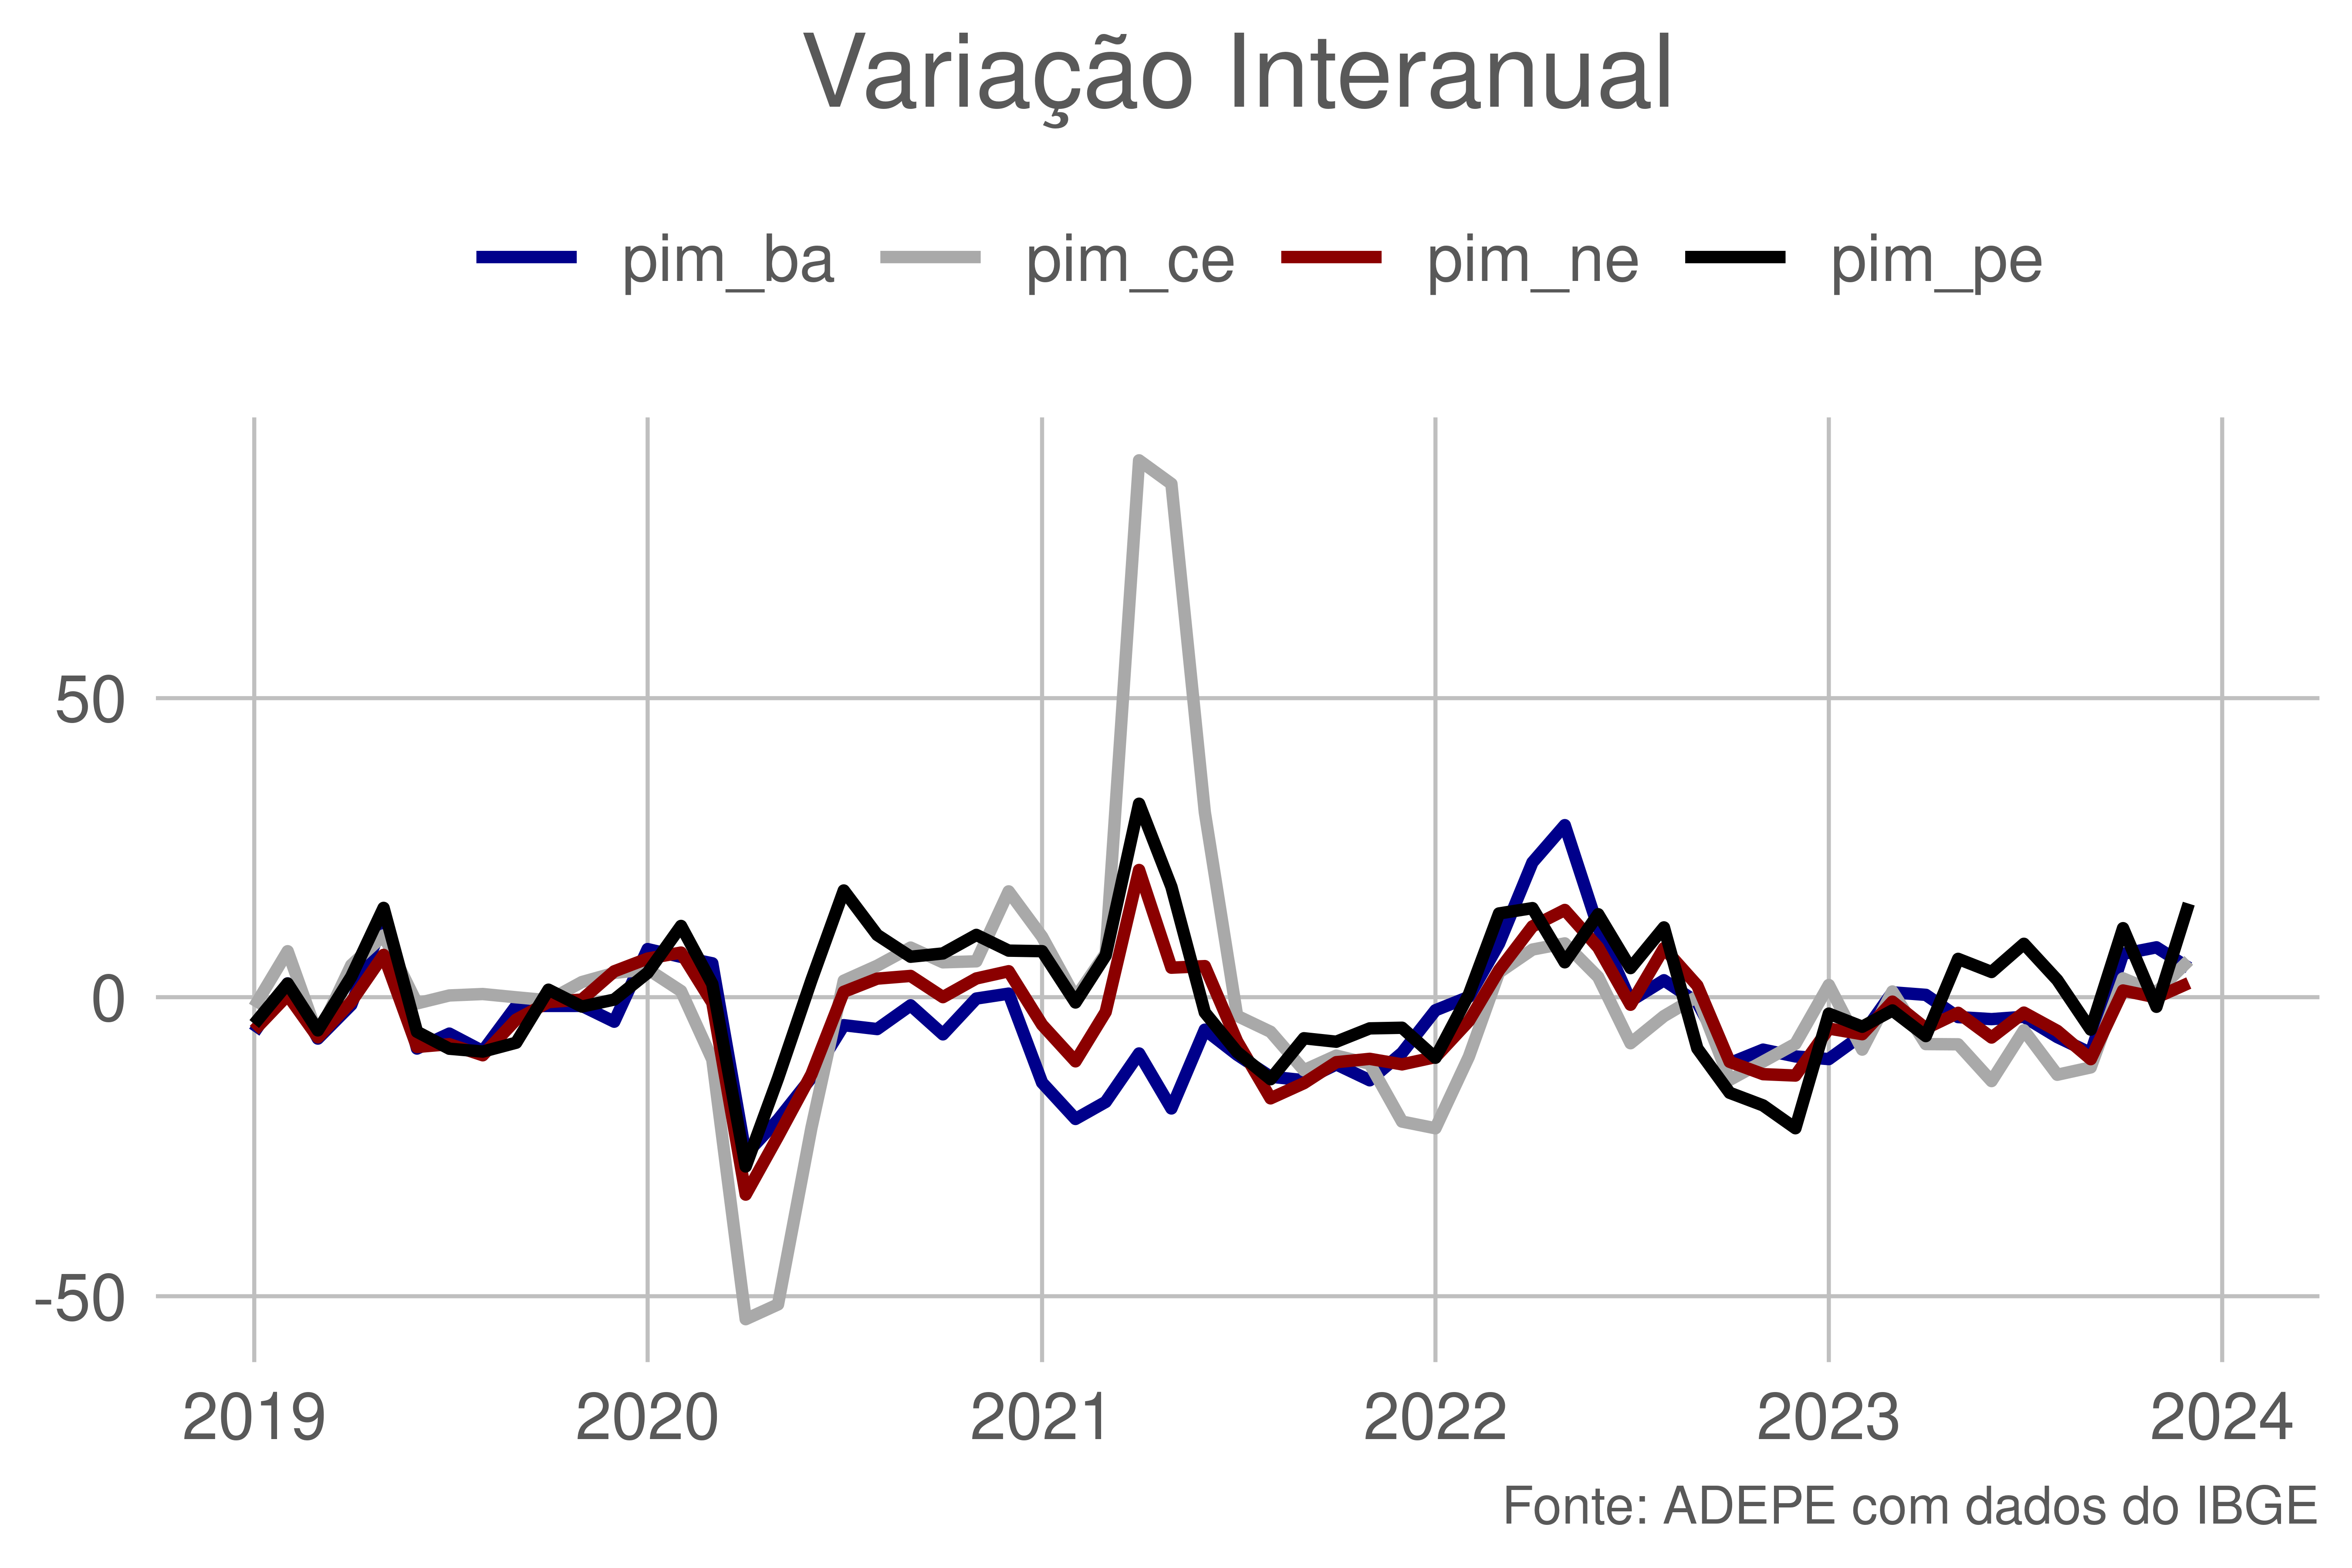 Variação Interanual
pim_ba pim_ce pim_ne pim_pe
50
0
-50
2019 2020 2021 2022 2023 2024
Fonte: ADEPE com dados do IBGE